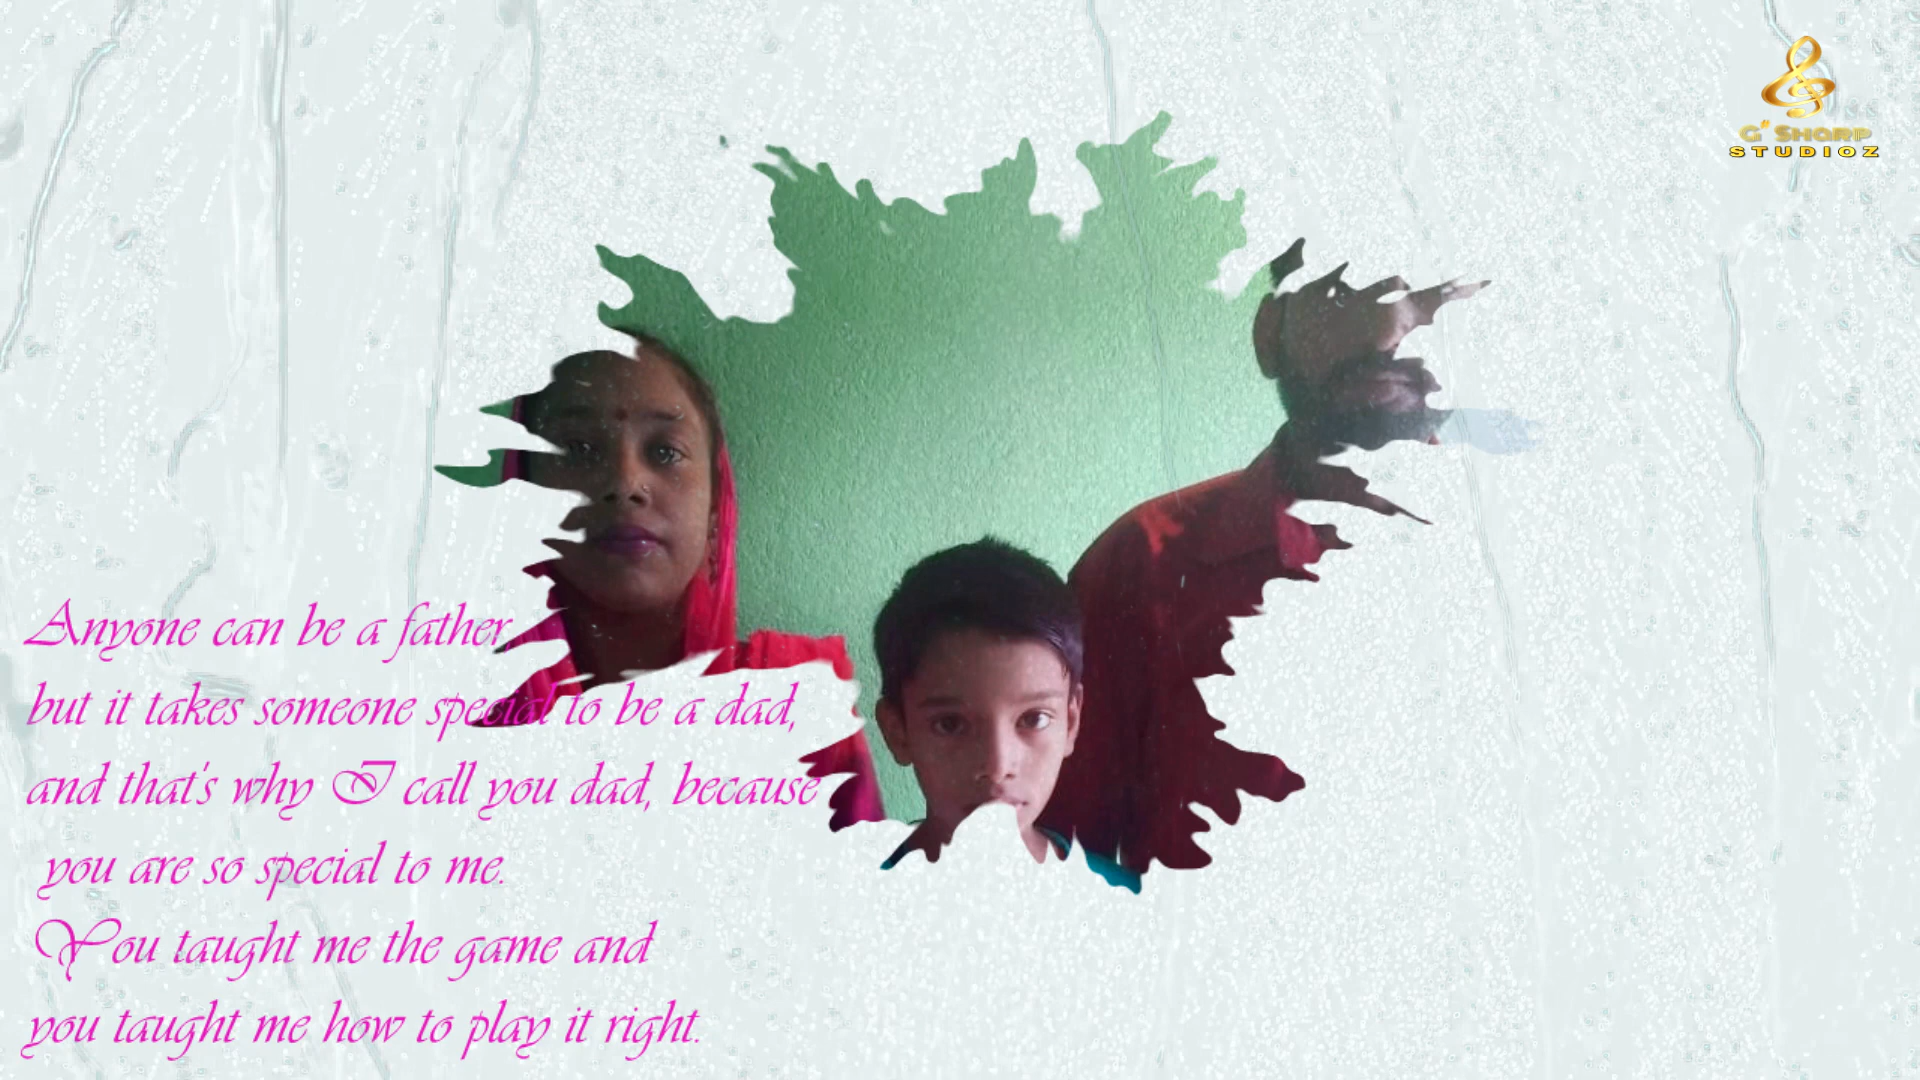 G# Sharp
STUDIOZ
Anyone can be a father,
but it takes someone special to be a dad,
and that's why I call you dad, because
you are so special to me.
You taught me the game and
you taught me how to play it right.